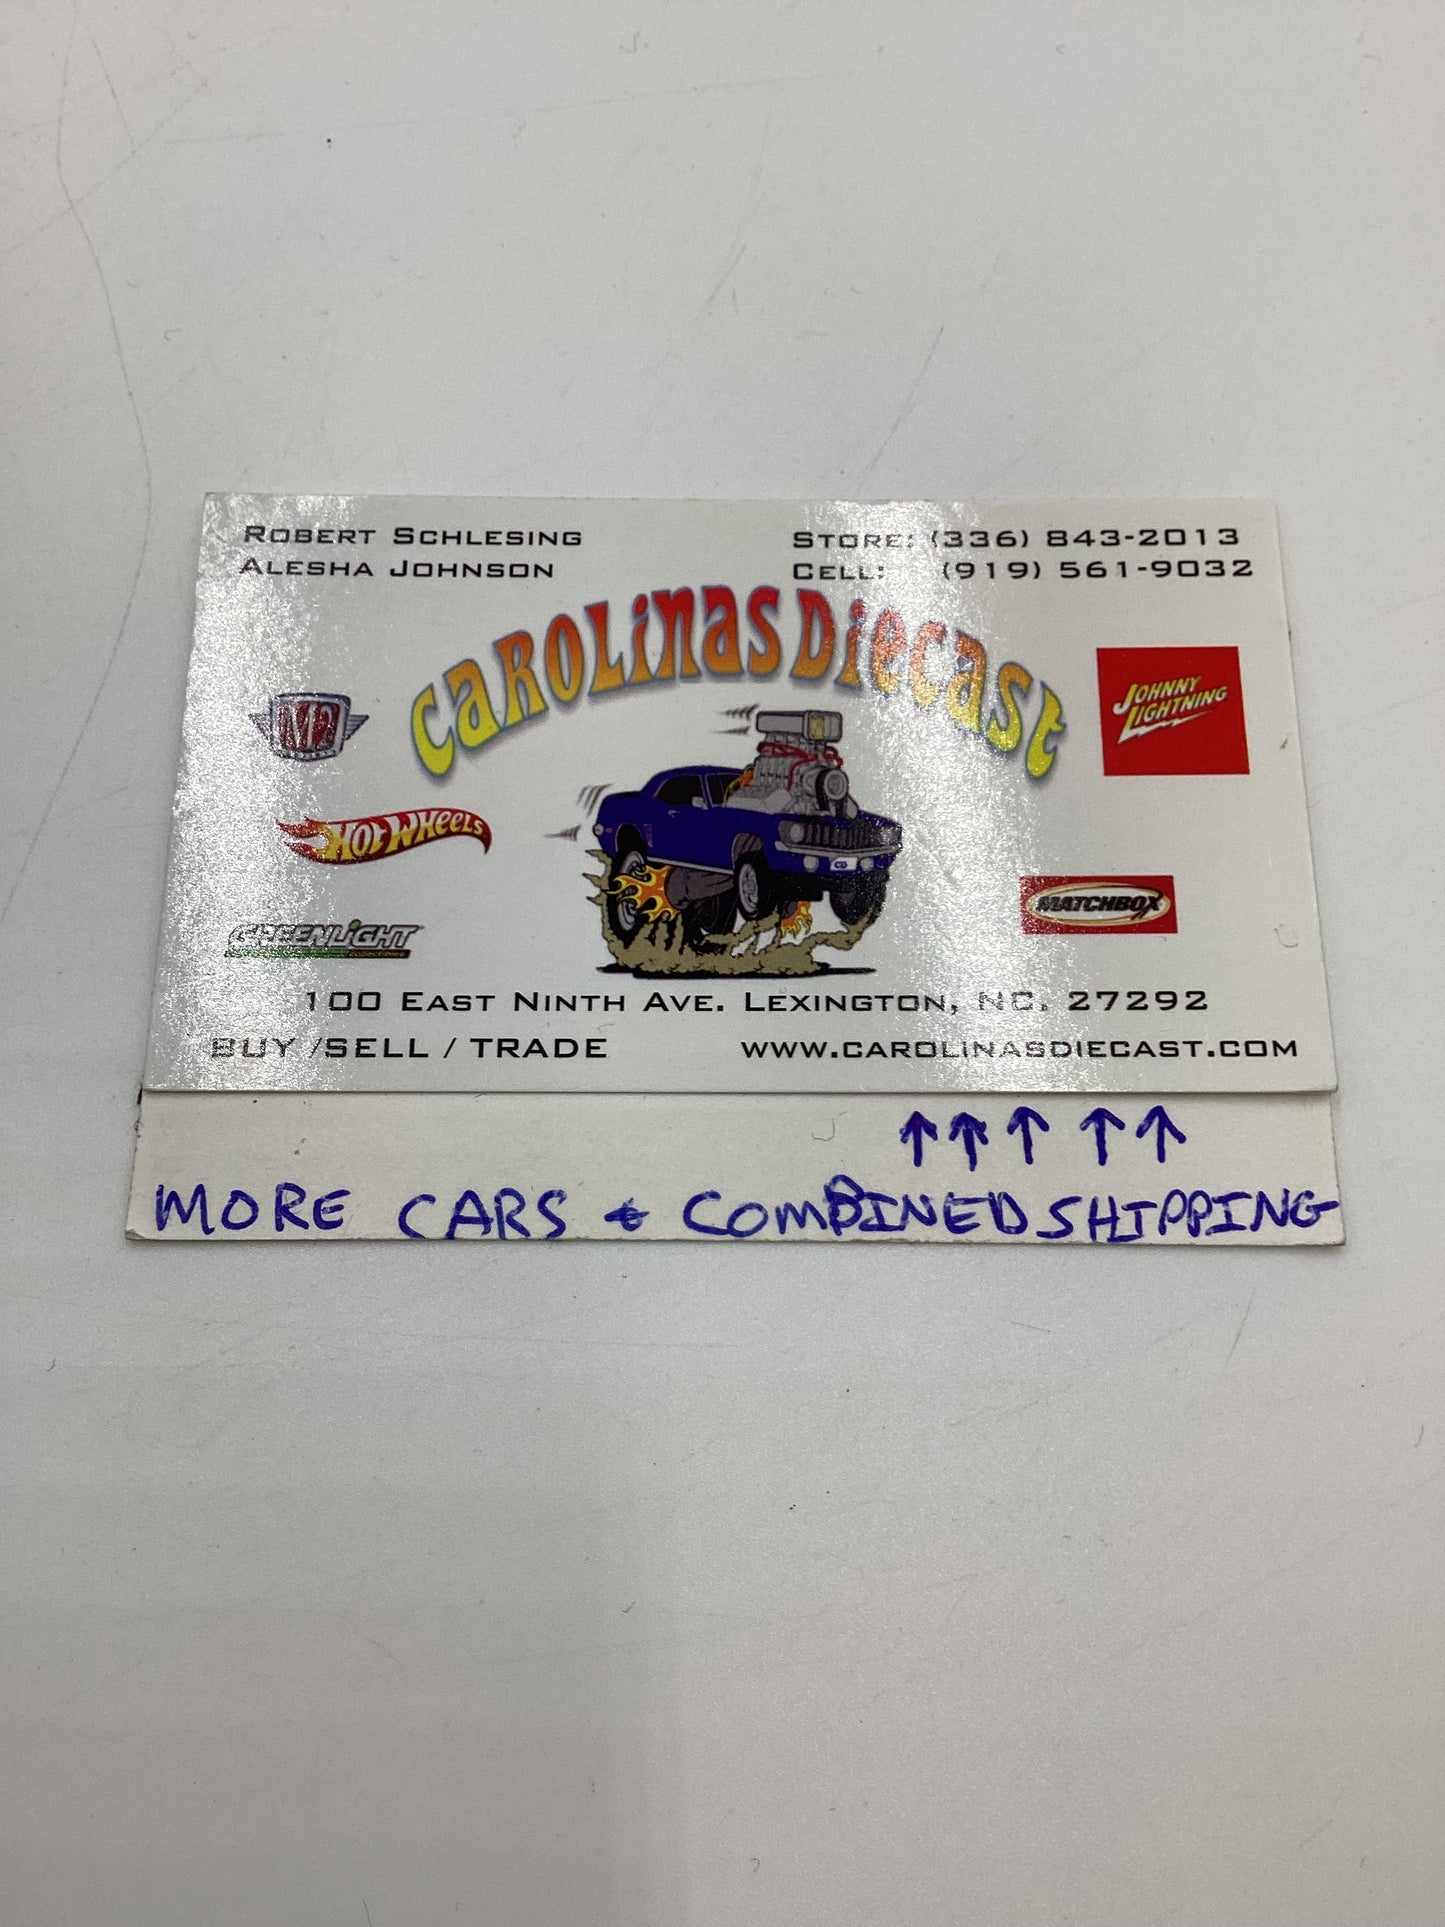 ROBERT SCHLESING
ALESHA JOHNSON
STORE: (336) 843-2013
CELL: (919) 561-9032
CAROLINAS DIECAST
M2
JOHNNY LIGHTNING
HOT WHEELS
MATCHBOX
GREENLIGHT
100 EAST NINTH AVE. LEXINGTON, NC. 27292
BUY /SELL / TRADE
WWW.CAROLINASDIECAST.COM
↑↑↑ ↑↑
MORE CARS & COMBINED SHIPPING